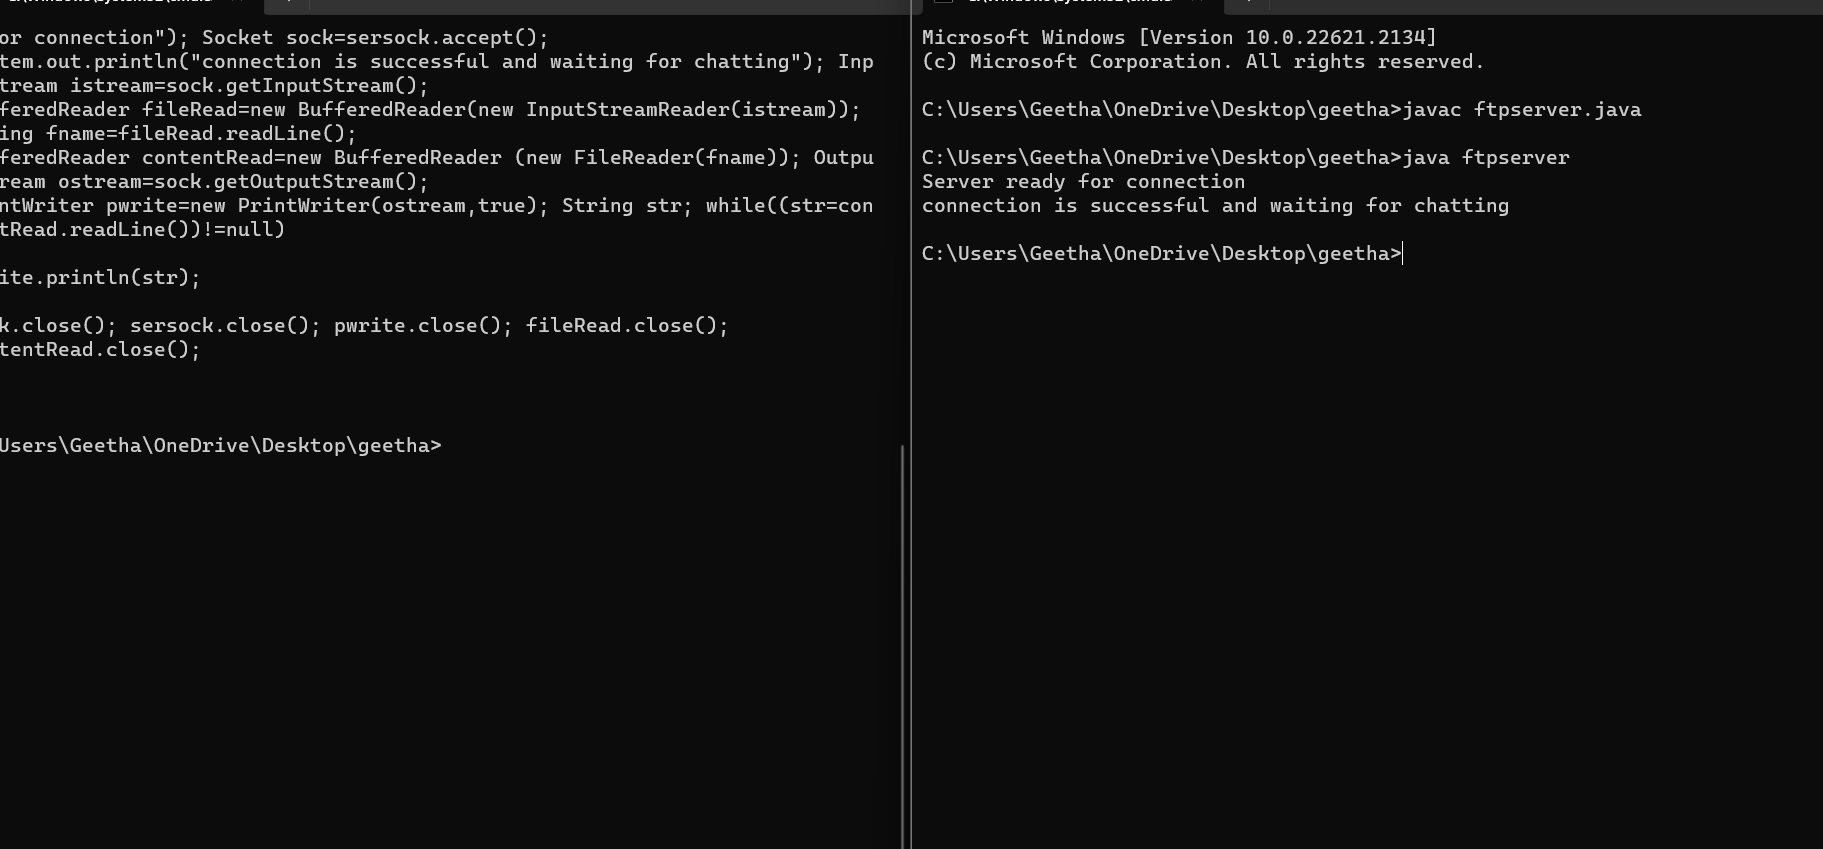 or connection"); Socket sock=sersock.accept();
tem.out.println("connection is successful and waiting for chatting"); Inp
tream istream=sock.getInputStream();
fferedReader fileRead=new BufferedReader(new InputStreamReader(istream));
ing fname=fileRead.readLine();
fferedReader contentRead=new BufferedReader (new FileReader(fname)); Outpu
ream ostream=sock.getOutputStream();
ntWriter pwrite=new PrintWriter(ostream,true); String str; while((str=con
tRead.readLine())!=null)
ite.println(str);
k.close(); sersock.close(); pwrite.close(); fileRead.close();
tentRead.close();
Users\Geetha\OneDrive\Desktop\geetha>
Microsoft Windows [Version 10.0.22621.2134]
(c) Microsoft Corporation. All rights reserved.
C:\Users\Geetha\OneDrive\Desktop\geetha>javac ftpserver.java
C:\Users\Geetha\OneDrive\Desktop\geetha>java ftpserver
Server ready for connection
connection is successful and waiting for chatting
C:\Users\Geetha\OneDrive\Desktop\geetha>